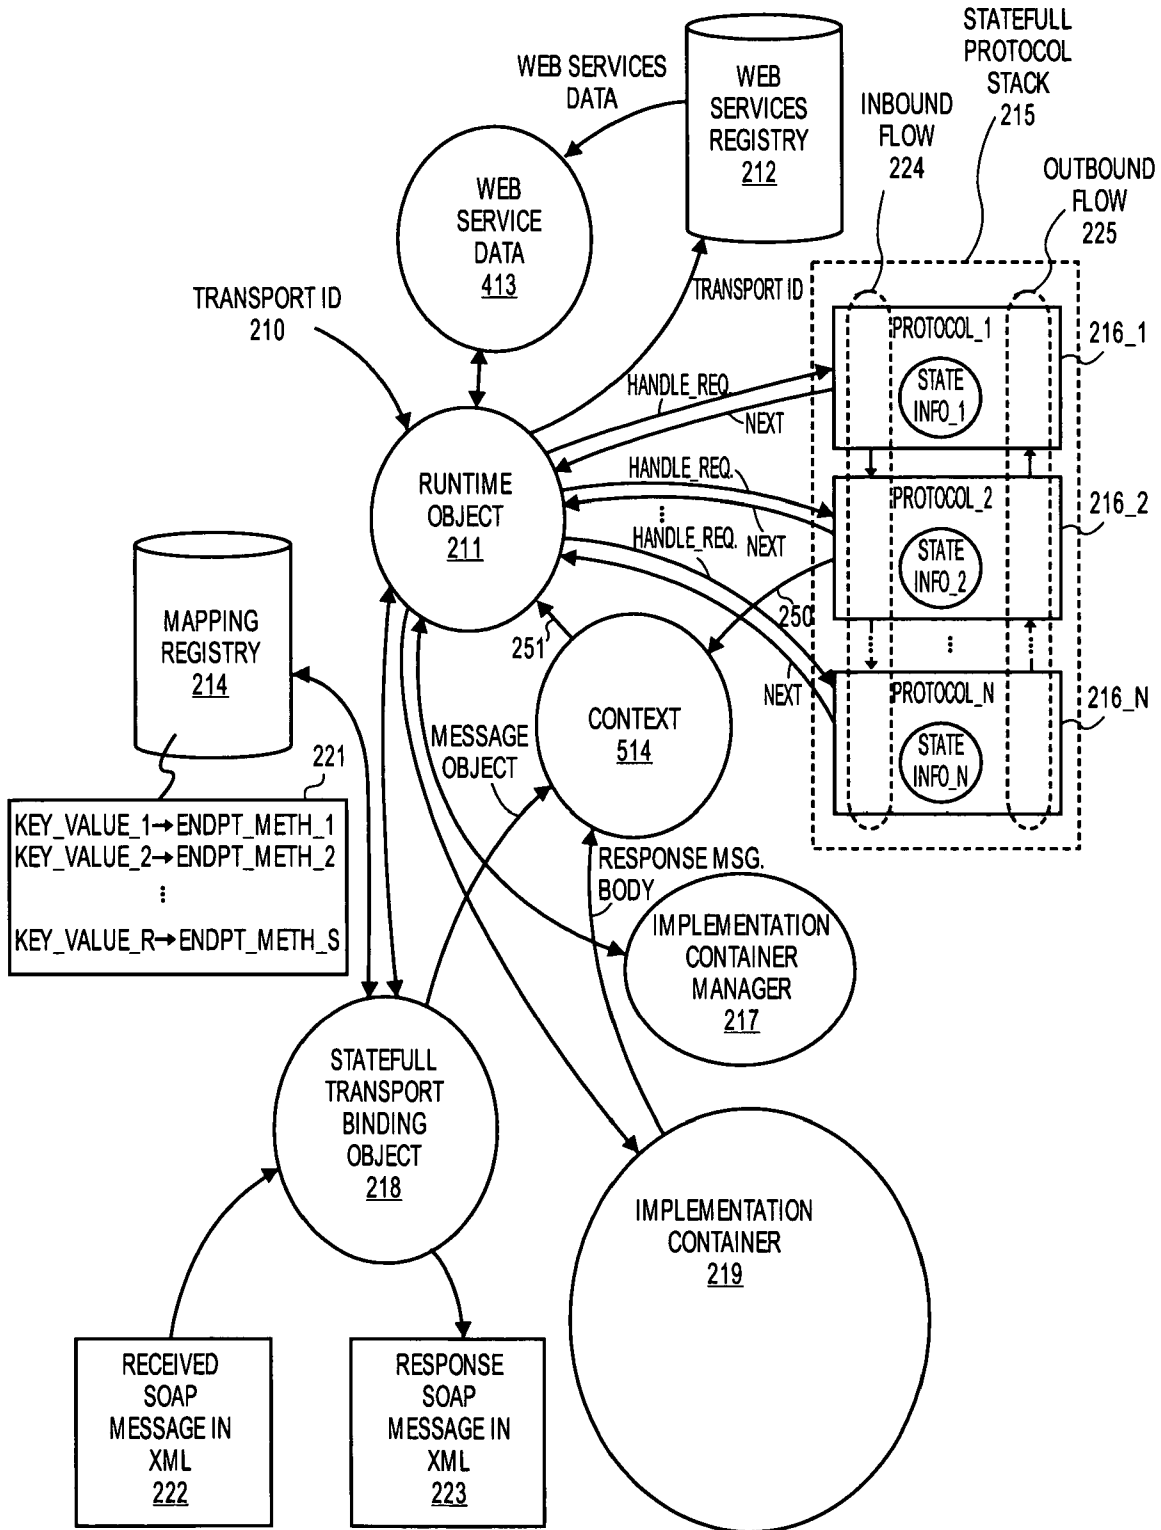 STATEFULL
PROTOCOL
STACK
215
WEB SERVICES
DATA
WEB
SERVICES
REGISTRY
212
INBOUND
FLOW
224
OUTBOUND
FLOW
225
WEB
SERVICE
DATA
413
TRANSPORT ID
210
TRANSPORT ID
PROTOCOL_1
216_1
STATE
INFO_1
HANDLE_REQ.
NEXT
RUNTIME
OBJECT
211
HANDLE_REQ.
⋮
NEXT
HANDLE_REQ.
PROTOCOL_2
216_2
STATE
INFO_2
250
251
NEXT
PROTOCOL_N
216_N
STATE
INFO_N
MAPPING
REGISTRY
214
221
KEY_VALUE_1→ENDPT_METH_1
KEY_VALUE_2→ENDPT_METH_2
⋮
KEY_VALUE_R→ENDPT_METH_S
MESSAGE
OBJECT
CONTEXT
514
RESPONSE MSG.
BODY
IMPLEMENTATION
CONTAINER
MANAGER
217
STATEFULL
TRANSPORT
BINDING
OBJECT
218
IMPLEMENTATION
CONTAINER
219
RECEIVED
SOAP
MESSAGE IN
XML
222
RESPONSE
SOAP
MESSAGE IN
XML
223